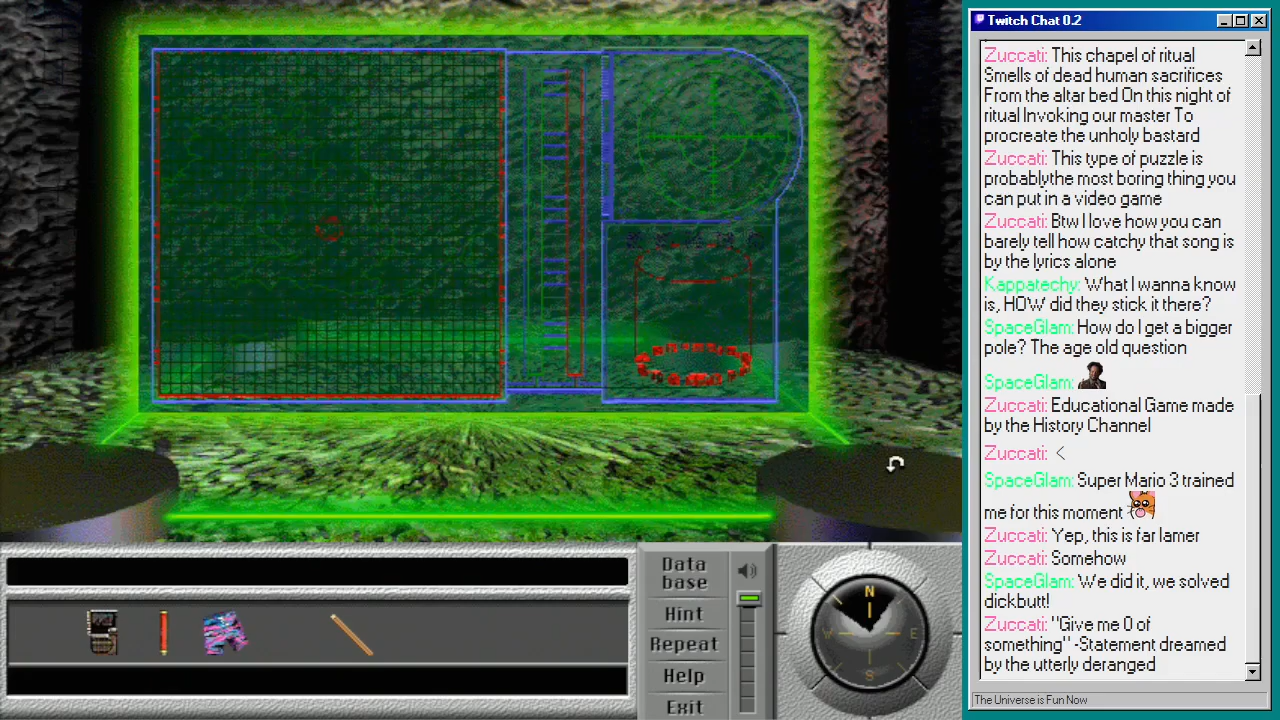 Twitch Chat 0.2
Zuccati: This chapel of ritual
Smells of dead human sacrifices
From the altar bed On this night of
ritual Invoking our master To
procreate the unholy bastard
Zuccati: This type of puzzle is
probablythe most boring thing you
can put in a video game
Zuccati: Btw I love how you can
barely tell how catchy that song is
by the lyrics alone
Kappatechy: What I wanna know
is, HOW did they stick it there?
SpaceGlam: How do I get a bigger
pole? The age old question
SpaceGlam:
Zuccati: Educational Game made
by the History Channel
Zuccati: <
SpaceGlam: Super Mario 3 trained
me for this moment
Zuccati: Yep, this is far lamer
Zuccati: Somehow
SpaceGlam: We did it, we solved
dickbutt!
Zuccati: "Give me 0 of
something" -Statement dreamed
by the utterly deranged
The Universe is Fun Now
Data
base
Hint
Repeat
Help
Exit
N
W E
S